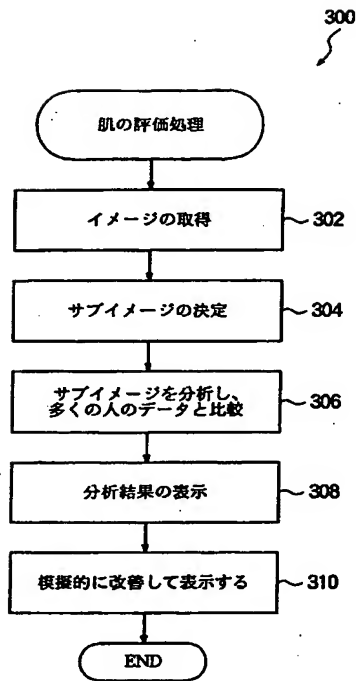 300
肌の評価処理
イメージの取得
302
サブイメージの決定
304
サブイメージを分析し、
多くの人のデータと比較
306
分析結果の表示
308
模擬的に改善して表示する
310
END